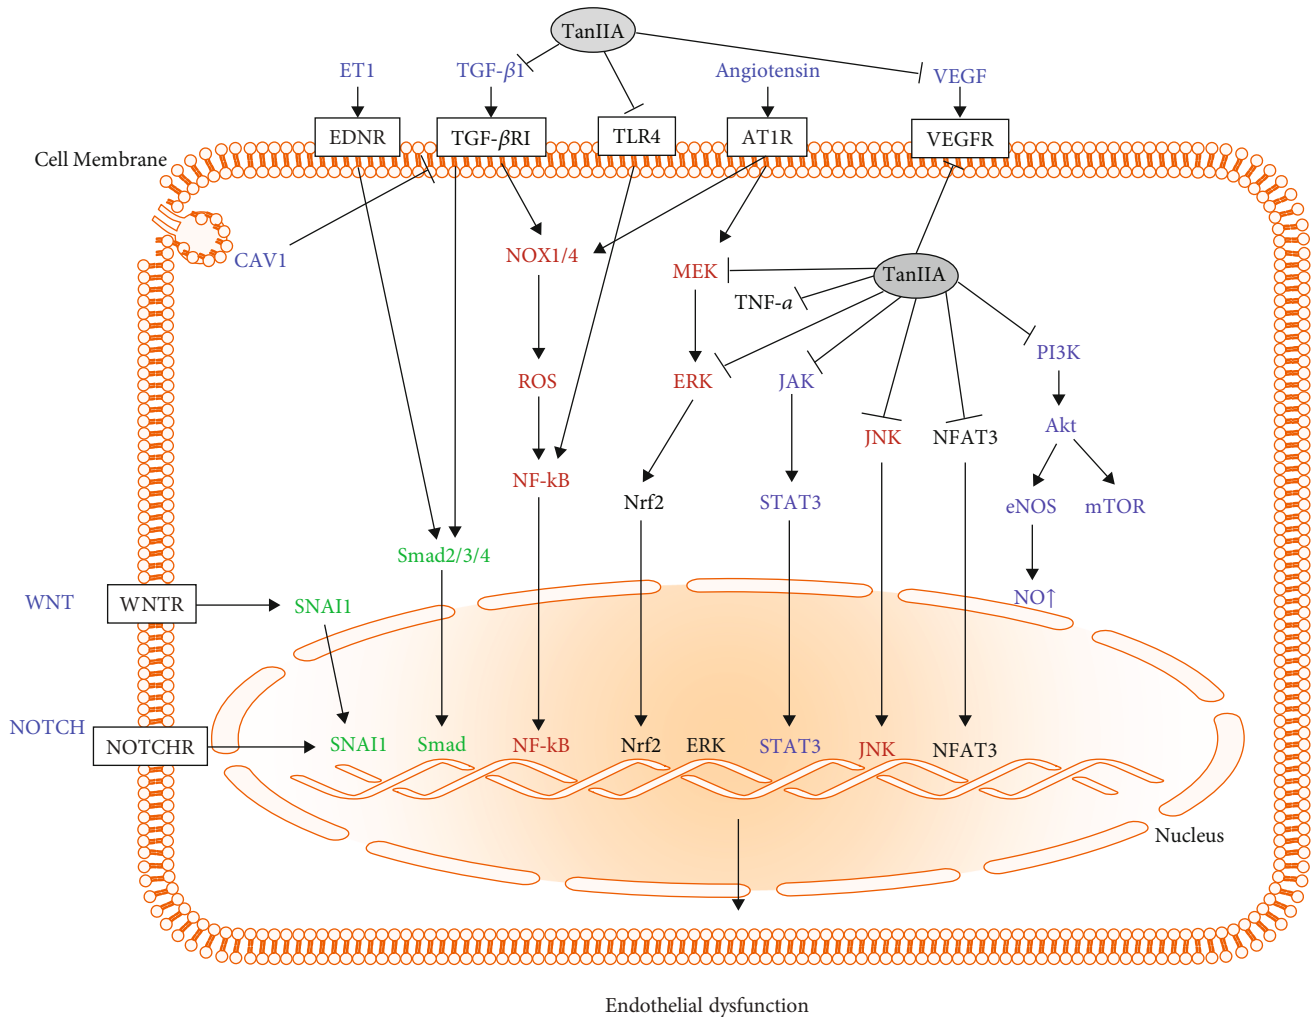 TanIIA
ET1
TGF-β1
Angiotensin
VEGF
EDNR
TGF-βRI
TLR4
AT1R
VEGFR
Cell Membrane
CAV1
NOX1/4
MEK
TanIIA
TNF-a
PI3K
ROS
ERK
JAK
Akt
JNK
NFAT3
NF-kB
Nrf2
STAT3
eNOS
mTOR
Smad2/3/4
WNT
WNTR
SNAI1
NO↑
NOTCH
NOTCHR
SNAI1
Smad
NF-kB
Nrf2
ERK
STAT3
JNK
NFAT3
Nucleus
Endothelial dysfunction